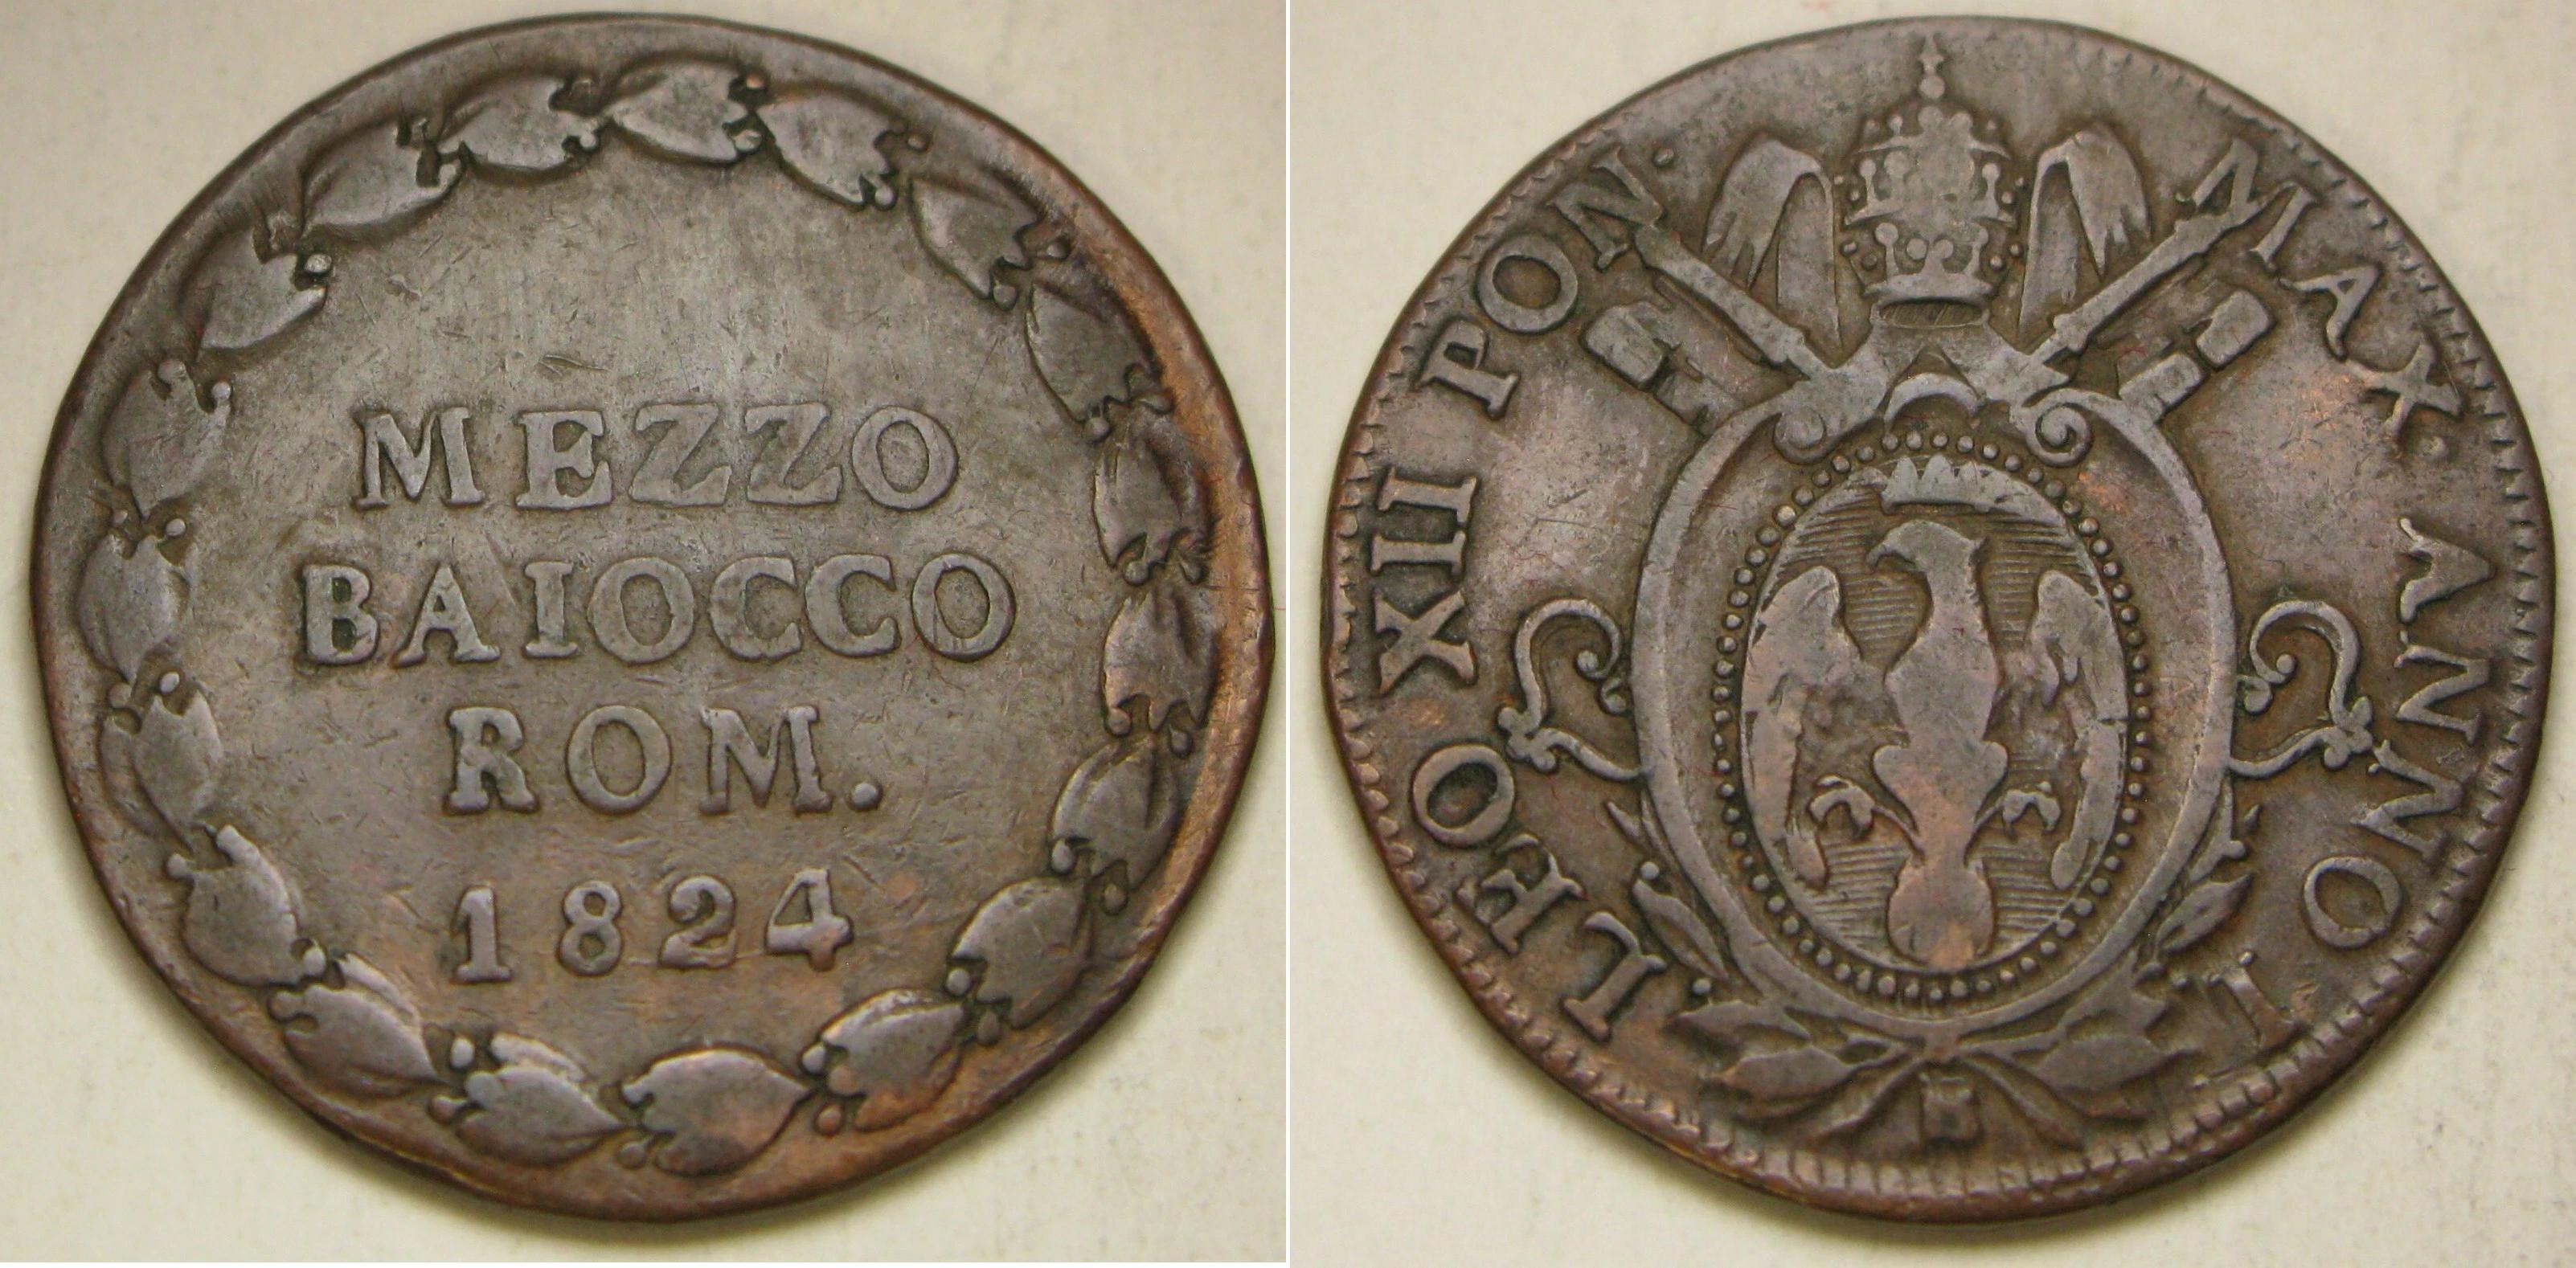 MEZZO
BAIOCCO
ROM.
1824
LEO XII PON. MAX. ANNO I
B